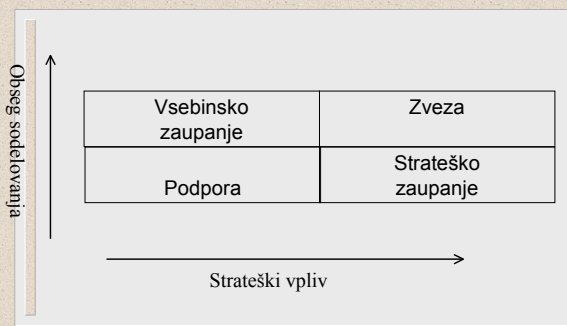 Obseg sodelovanja
Vsebinsko
zaupanje
Zveza
Podpora
Strateško
zaupanje
Strateški vpliv